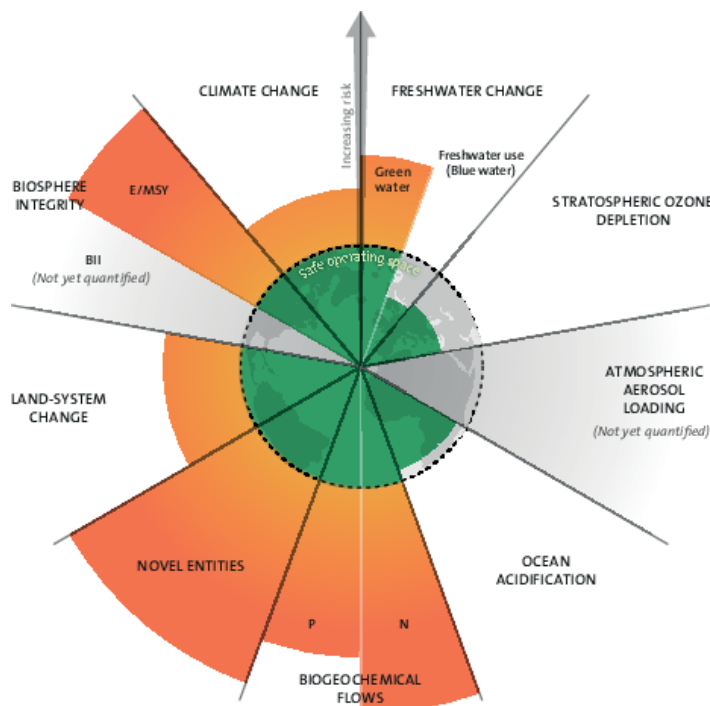 CLIMATE CHANGE
Increasing risk
FRESHWATER CHANGE
Green
water
Freshwater use
(Blue water)
STRATOSPHERIC OZONE
DEPLETION
BIOSPHERE
INTEGRITY
E/MSY
BII
(Not yet quantified)
Safe operating space
ATMOSPHERIC
AEROSOL
LOADING
(Not yet quantified)
LAND-SYSTEM
CHANGE
OCEAN
ACIDIFICATION
NOVEL ENTITIES
P
N
BIOGEOCHEMICAL
FLOWS